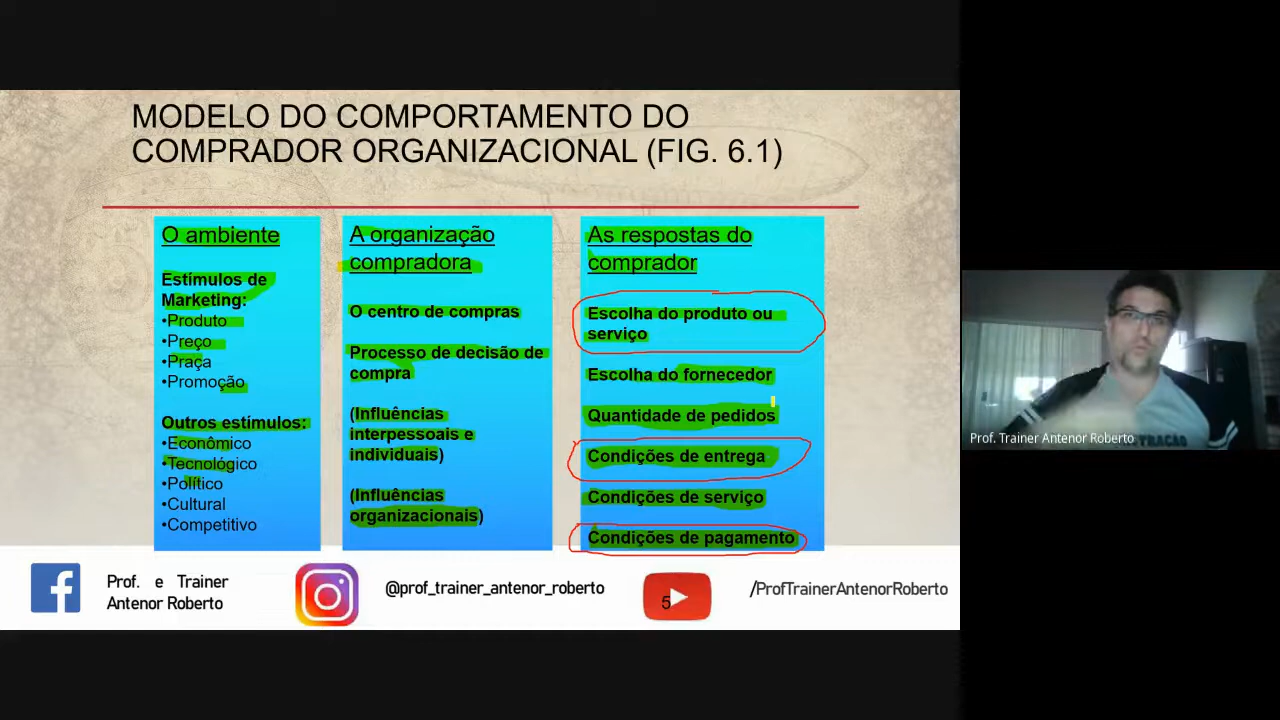 MODELO DO COMPORTAMENTO DO
COMPRADOR ORGANIZACIONAL (FIG. 6.1)
O ambiente
Estímulos de
Marketing:
•Produto
•Preço
•Praça
•Promoção
Outros estímulos:
•Econômico
•Tecnológico
•Político
•Cultural
•Competitivo
A organização
compradora
O centro de compras
Processo de decisão de
compra
(Influências
interpessoais e
individuais)
(Influências
organizacionais)
As respostas do
comprador
Escolha do produto ou
serviço
Escolha do fornecedor
Quantidade de pedidos
Condições de entrega
Condições de serviço
Condições de pagamento
Prof. e Trainer
Antenor Roberto
@prof_trainer_antenor_roberto
5
/ProfTrainerAntenorRoberto
Prof. Trainer Antenor Roberto